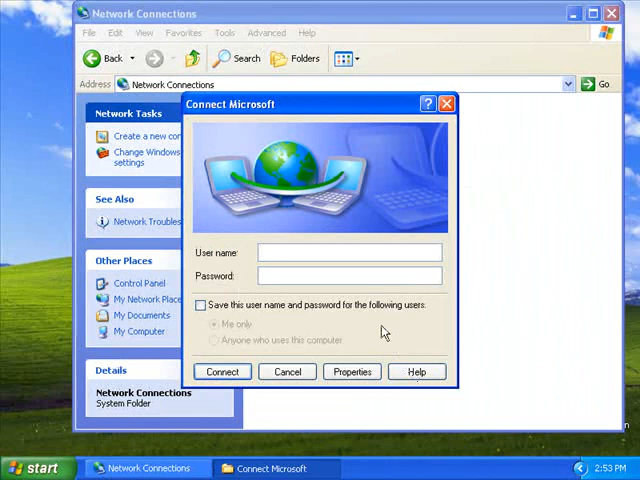 Network Connections
File Edit View Favorites Tools Advanced Help
Back Search Folders
Address Network Connections Go
Connect Microsoft
Network Tasks
Create a new con
Change Windows
settings
See Also
Network Troubles
Other Places
Control Panel
My Network Place
My Documents
My Computer
Details
Network Connections
System Folder
User name:
Password:
Save this user name and password for the following users:
Me only
Anyone who uses this computer
Connect Cancel Properties Help
start Network Connections Connect Microsoft 2:53 PM